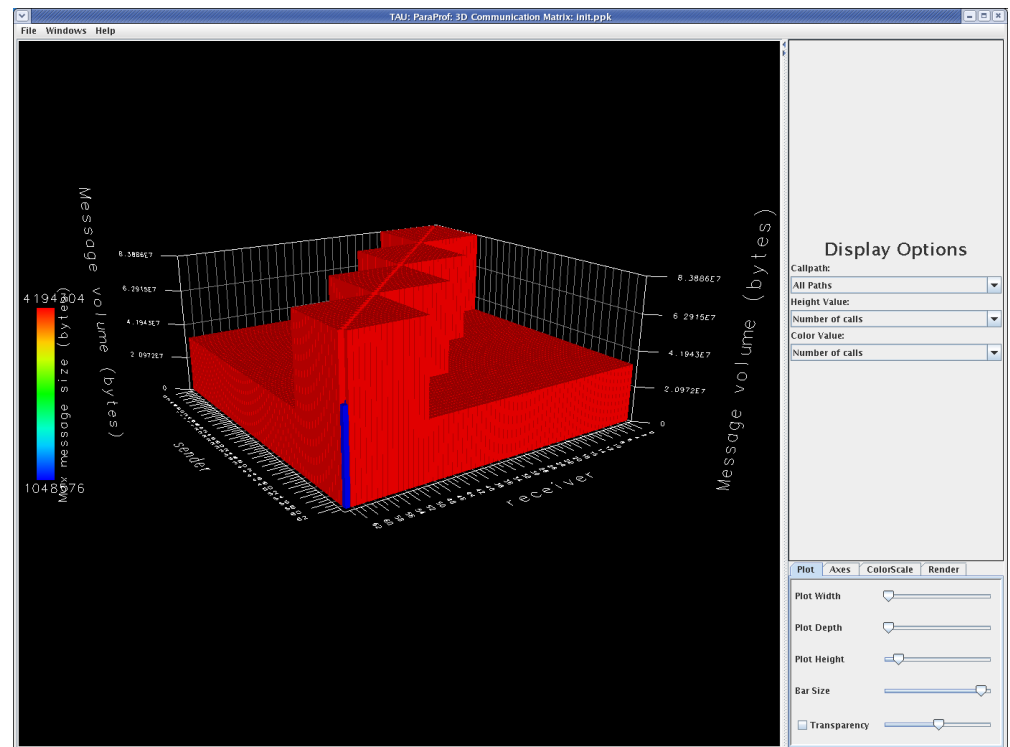 TAU: ParaProf: 3D Communication Matrix: init.ppk
File Windows Help
Message volume (bytes)
8.3886E7
6.2915E7
4.1943E7
2.0972E7
0
4194304
Max message size (bytes)
1048576
sender
receiver
Message volume (bytes)
8.3886E7
6.2915E7
4.1943E7
2.0972E7
0
Display Options
Callpath:
All Paths
Height Value:
Number of calls
Color Value:
Number of calls
Plot Axes ColorScale Render
Plot Width
Plot Depth
Plot Height
Bar Size
Transparency